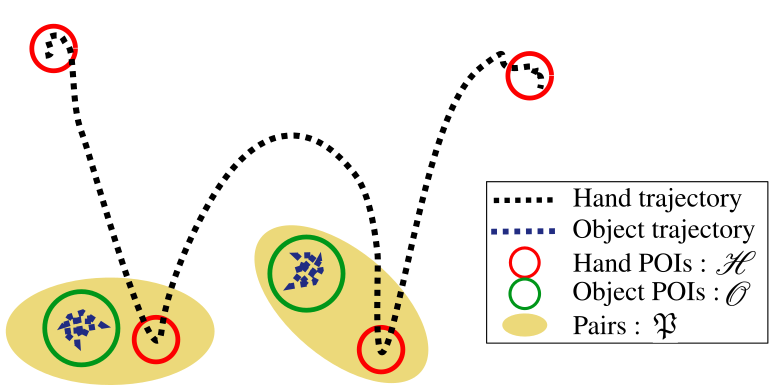 Hand trajectory
Object trajectory
Hand POIs : ℋ
Object POIs : 𝒪
Pairs : 𝔓